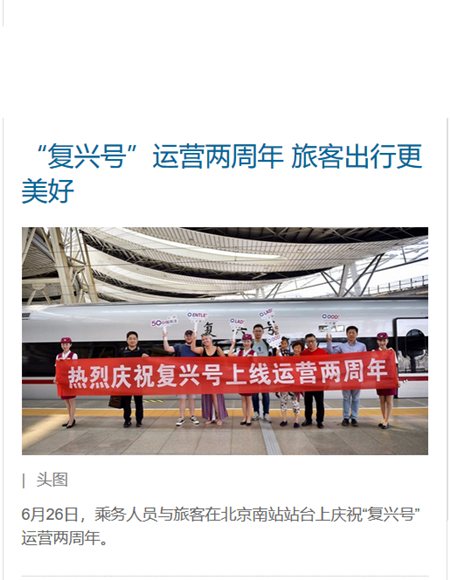 “复兴号”运营两周年 旅客出行更
美好
复兴号
热烈庆祝复兴号上线运营两周年
| 头图
6月26日，乘务人员与旅客在北京南站站台上庆祝“复兴号”
运营两周年。